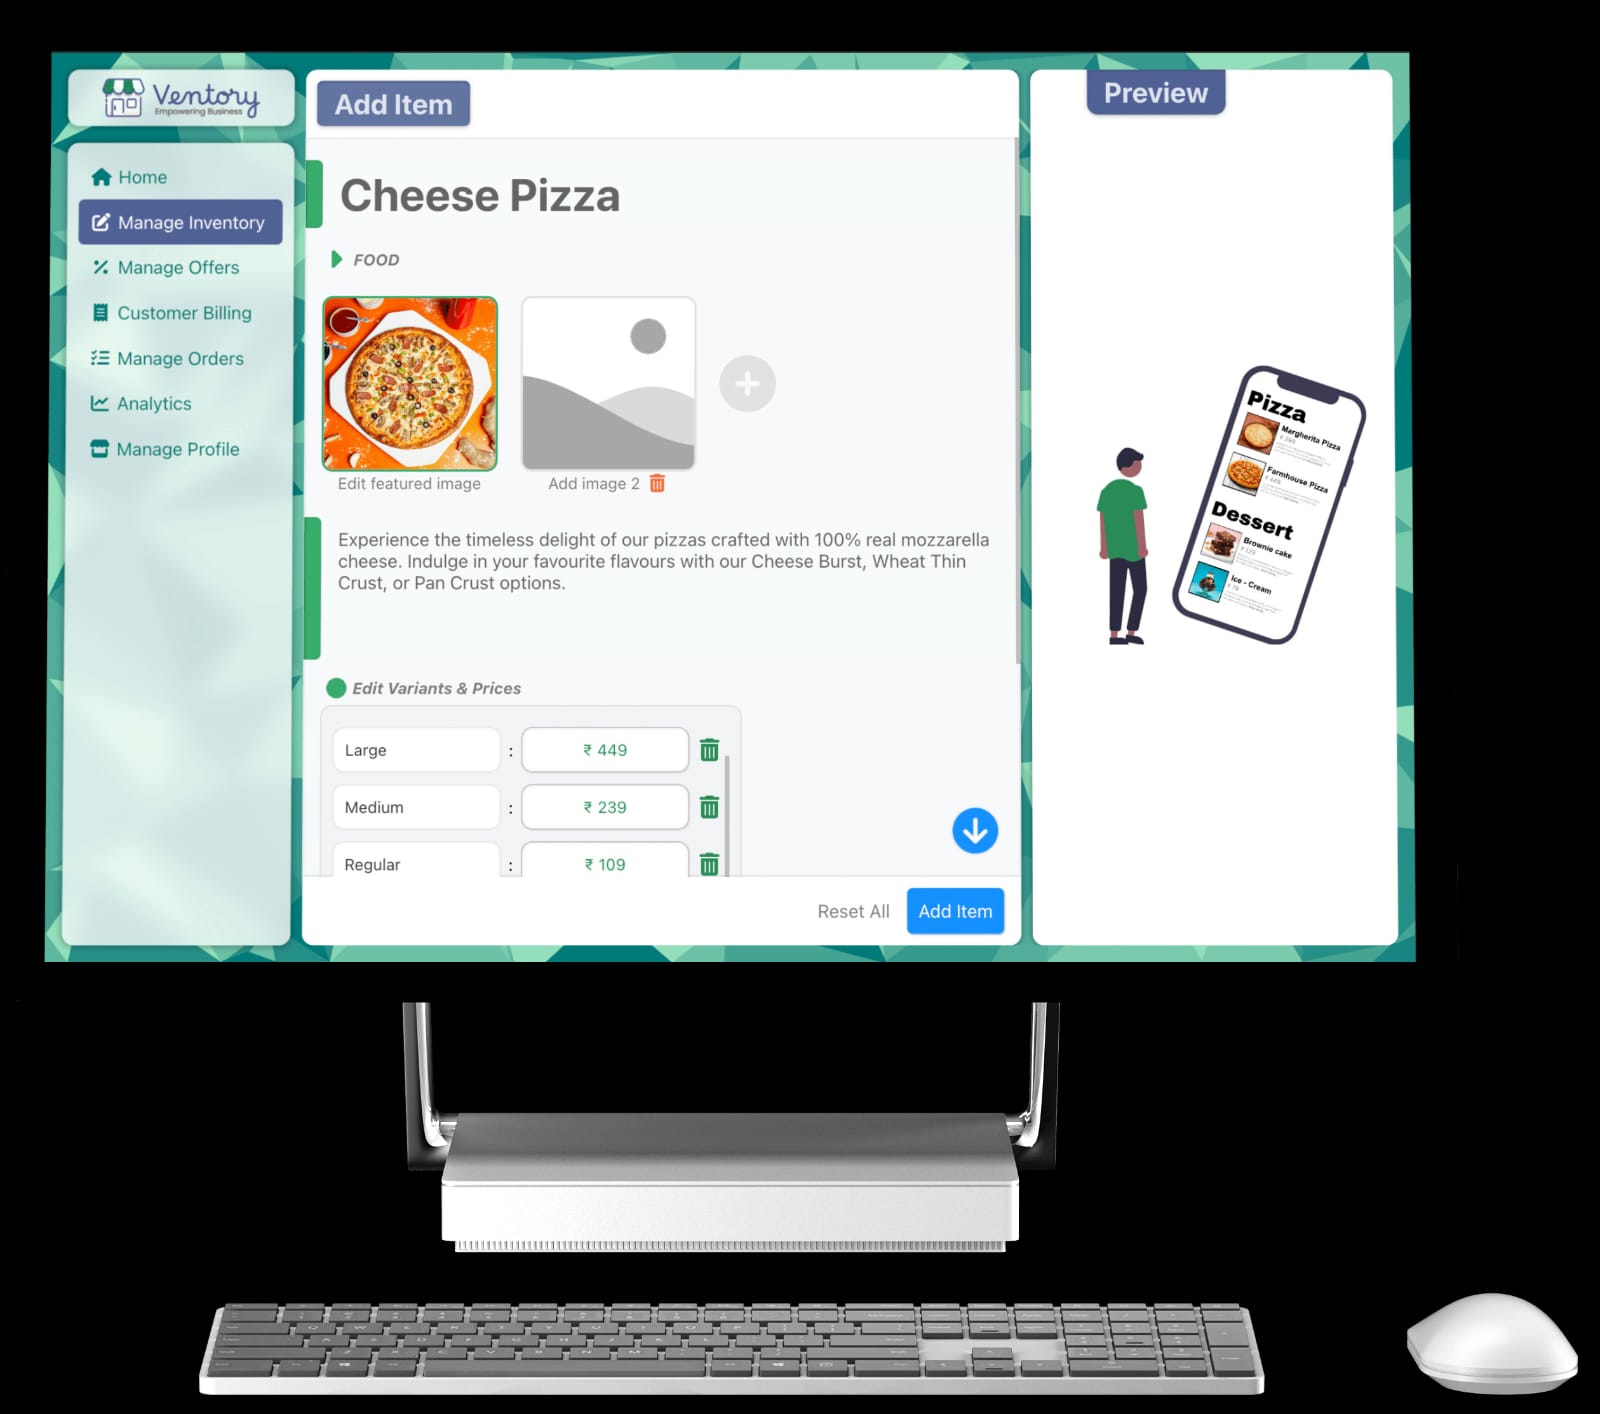 Ventory
Empowering Business
Home
Manage Inventory
Manage Offers
Customer Billing
Manage Orders
Analytics
Manage Profile
Add Item
Cheese Pizza
FOOD
Edit featured image
Add image 2
Experience the timeless delight of our pizzas crafted with 100% real mozzarella
cheese. Indulge in your favourite flavours with our Cheese Burst, Wheat Thin
Crust, or Pan Crust options.
Edit Variants & Prices
Large : ₹ 449
Medium : ₹ 239
Regular : ₹ 109
Reset All
Add Item
Preview
Pizza
Margherita Pizza
Farmhouse Pizza
₹ 449
Dessert
Brownie cake
₹ 129
Ice - Cream